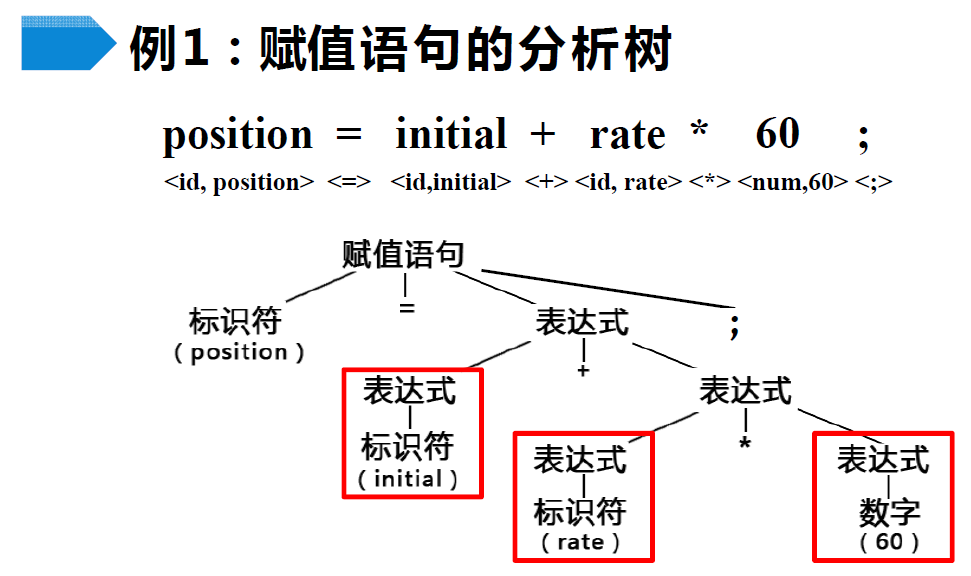 例1：赋值语句的分析树
position = initial + rate * 60 ;
<id, position> <=> <id,initial> <+> <id, rate> <*> <num,60> <;>
赋值语句
标识符 = 表达式 ;
（position）
表达式 + 表达式
标识符
（initial）
表达式 * 表达式
标识符 数字
（rate） （60）